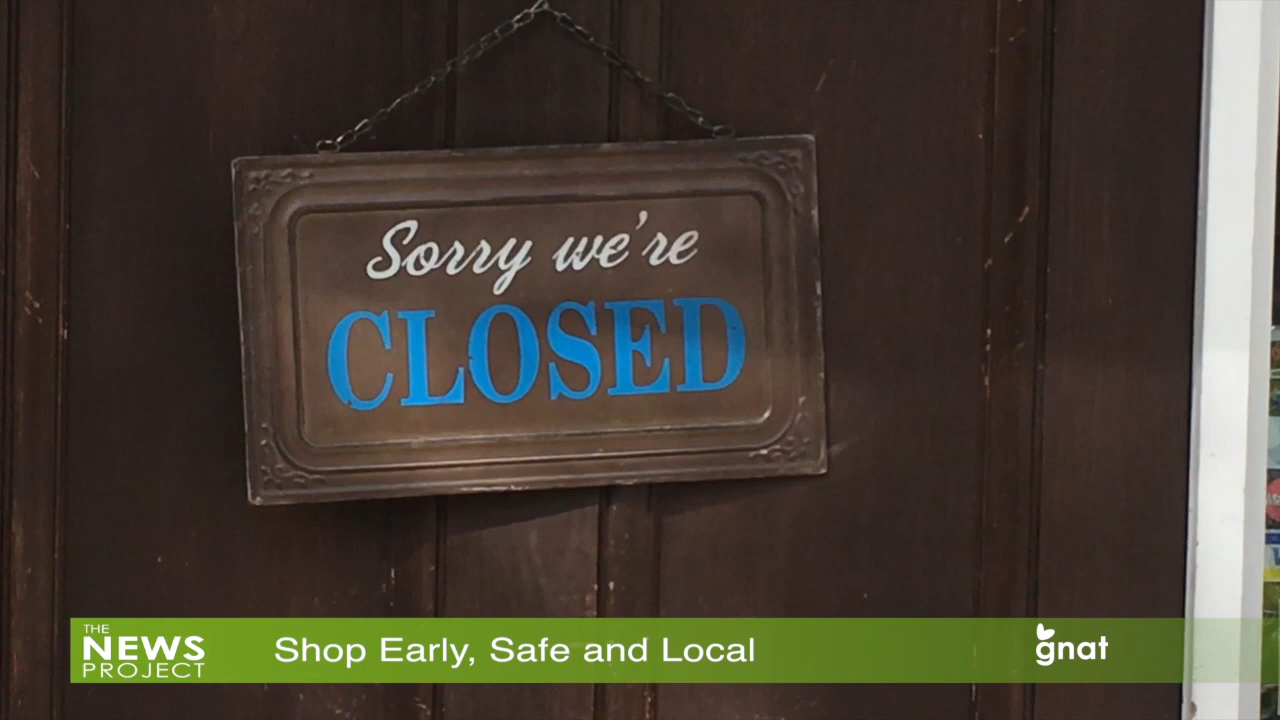 Sorry we're
CLOSED
THE
NEWS
PROJECT
Shop Early, Safe and Local
gnat